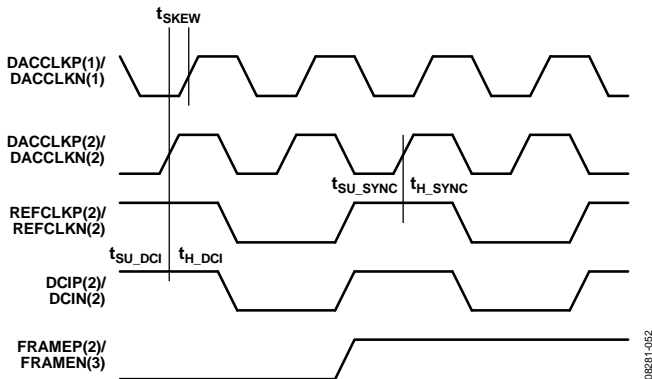 tSKEW
DACCLKP(1)/
DACCLKN(1)
DACCLKP(2)/
DACCLKN(2)
tSU_SYNC
tH_SYNC
REFCLKP(2)/
REFCLKN(2)
tSU_DCI
tH_DCI
DCIP(2)/
DCIN(2)
FRAMEP(2)/
FRAMEN(3)
08281-052